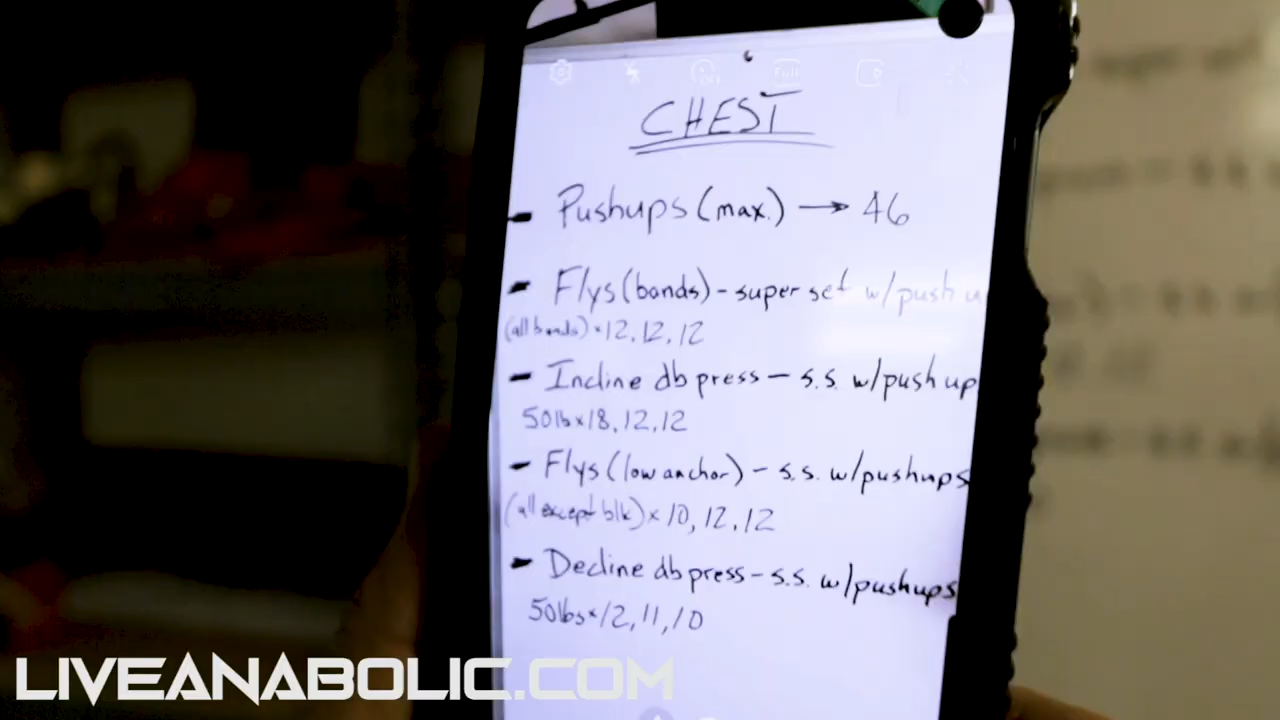 Full
CHEST
- Pushups (max.) → 46
- Flys (bands) - super set w/push u
(all bands) × 12, 12, 12
- Incline db press - s.s. w/push up
50lb × 18, 12, 12
- Flys (low anchor) - s.s. w/pushups
(all except blk) × 10, 12, 12
- Decline db press - s.s. w/pushups
50lbs × 12, 11, 10
LIVEANABOLIC.COM